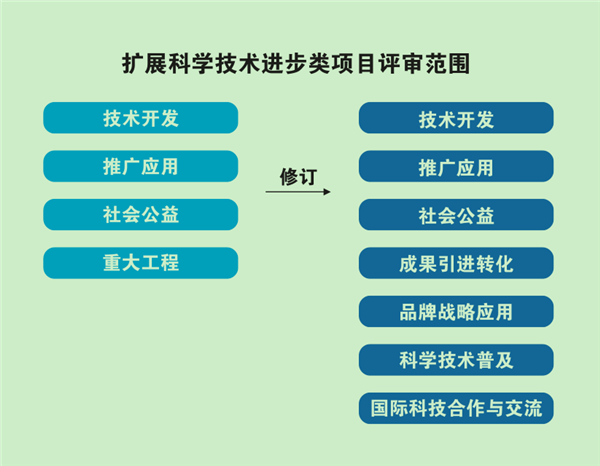 扩展科学技术进步类项目评审范围
技术开发
推广应用
社会公益
重大工程
修订
技术开发
推广应用
社会公益
成果引进转化
品牌战略应用
科学技术普及
国际科技合作与交流